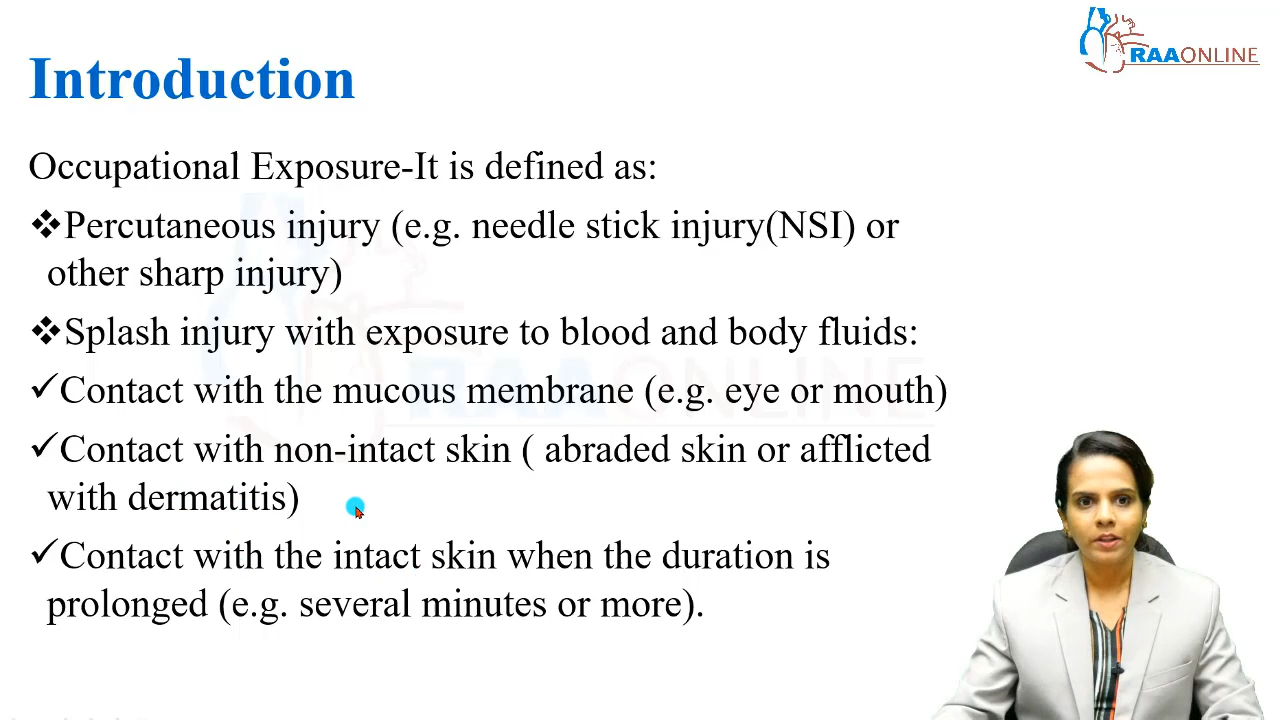 RAAONLINE
Introduction
Occupational Exposure-It is defined as:
❖Percutaneous injury (e.g. needle stick injury(NSI) or
other sharp injury)
❖Splash injury with exposure to blood and body fluids:
✓Contact with the mucous membrane (e.g. eye or mouth)
✓Contact with non-intact skin ( abraded skin or afflicted
with dermatitis)
✓Contact with the intact skin when the duration is
prolonged (e.g. several minutes or more).
RAAONLINE